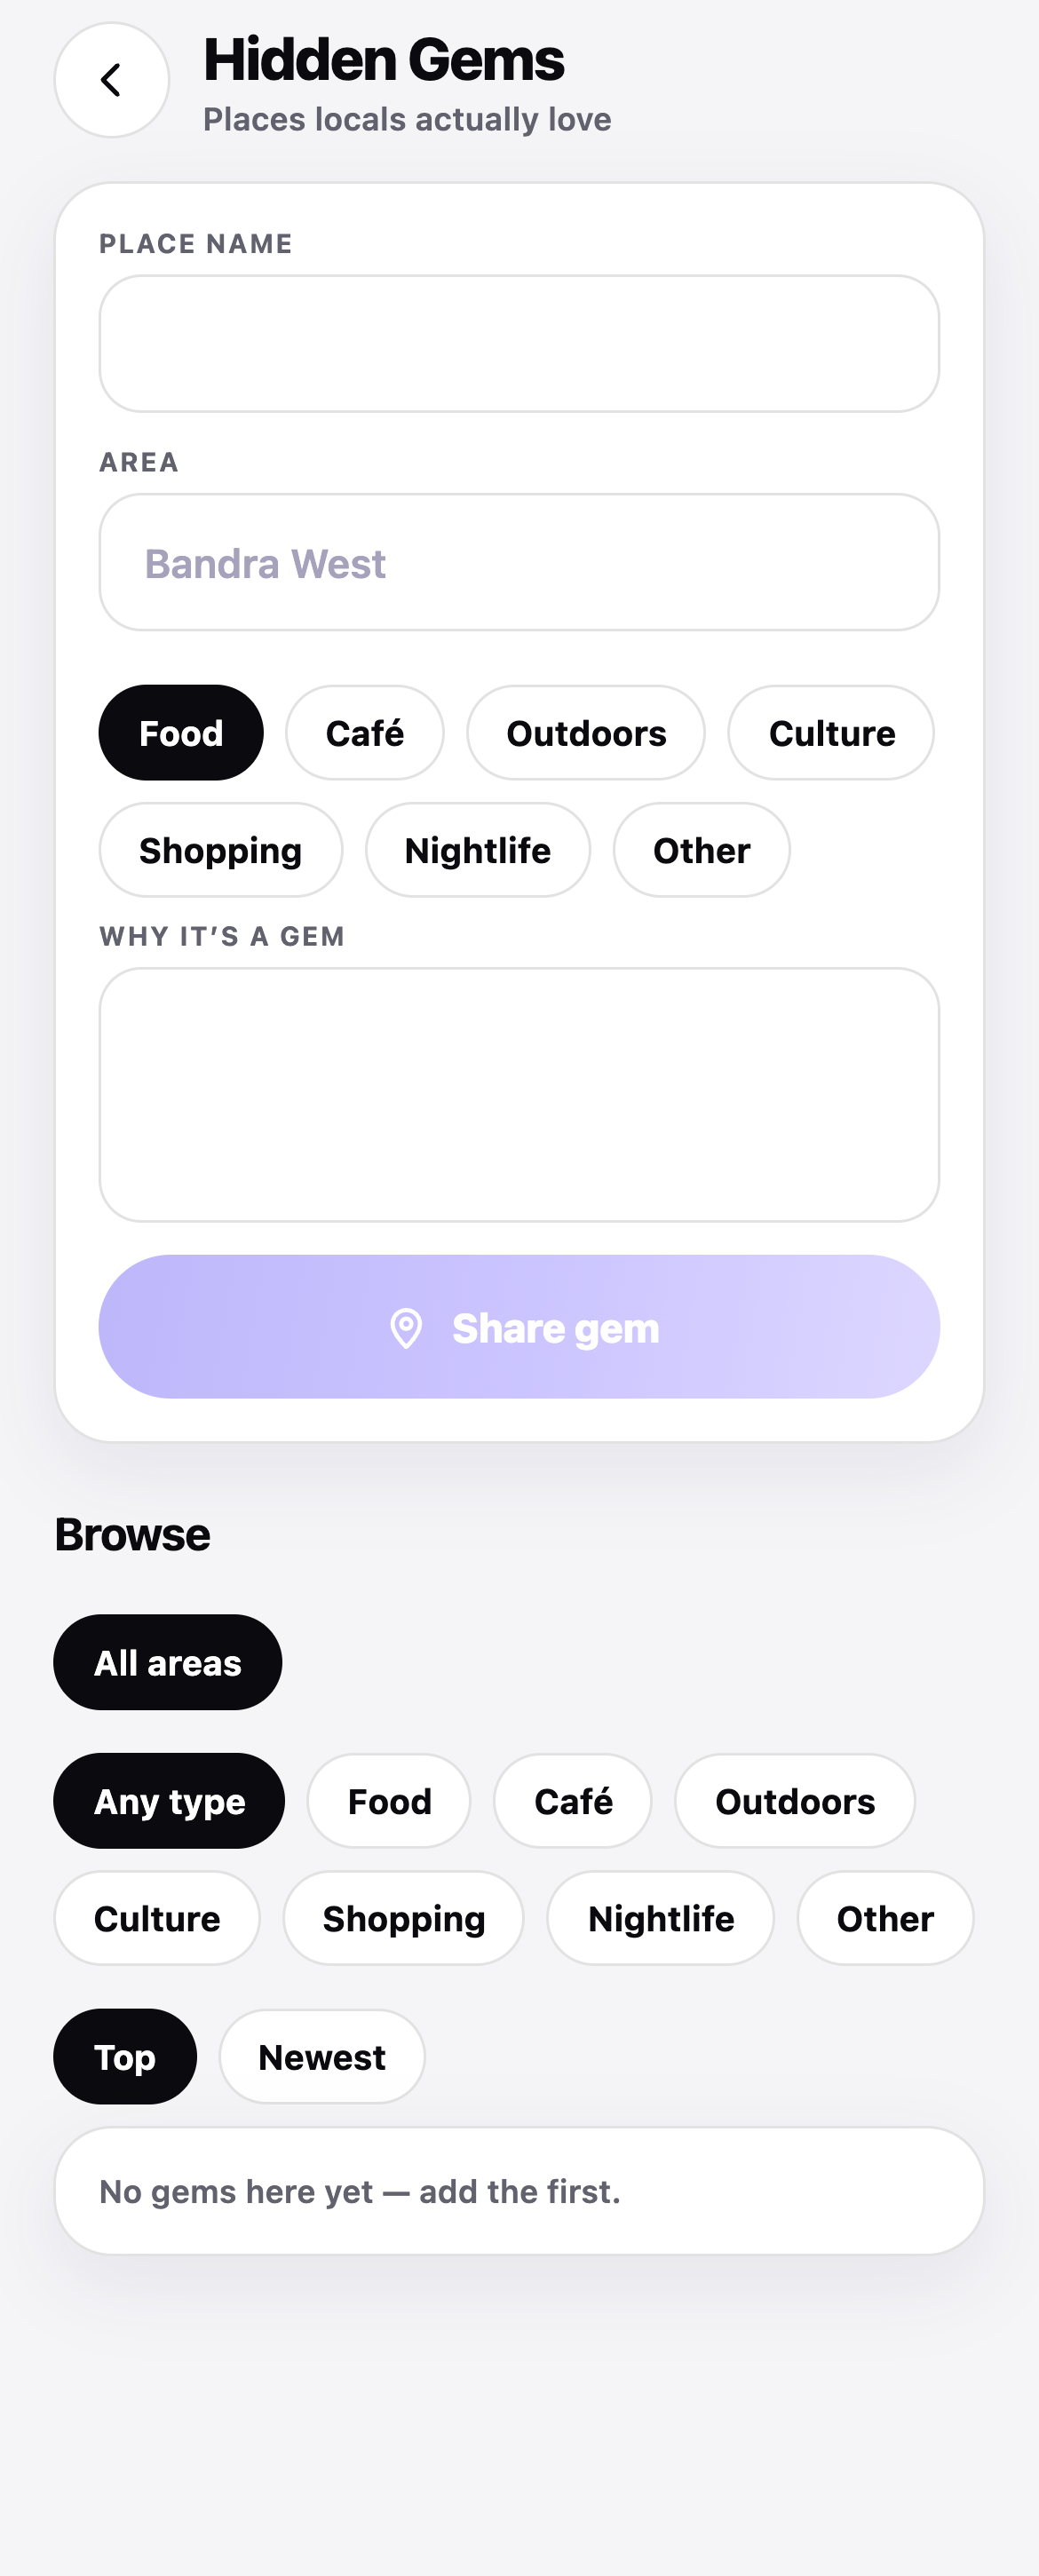 Hidden Gems
Places locals actually love
PLACE NAME
AREA
Bandra West
Food Café Outdoors Culture
Shopping Nightlife Other
WHY IT’S A GEM
Share gem
Browse
All areas
Any type Food Café Outdoors
Culture Shopping Nightlife Other
Top Newest
No gems here yet — add the first.